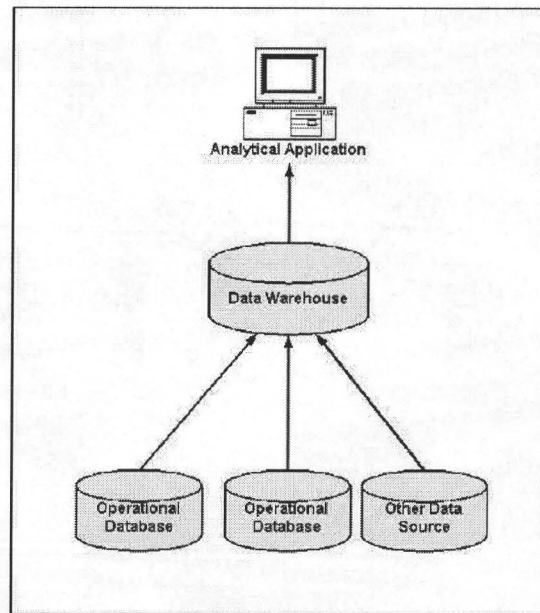 Analytical Application
Data Warehouse
Operational
Database
Operational
Database
Other Data
Source